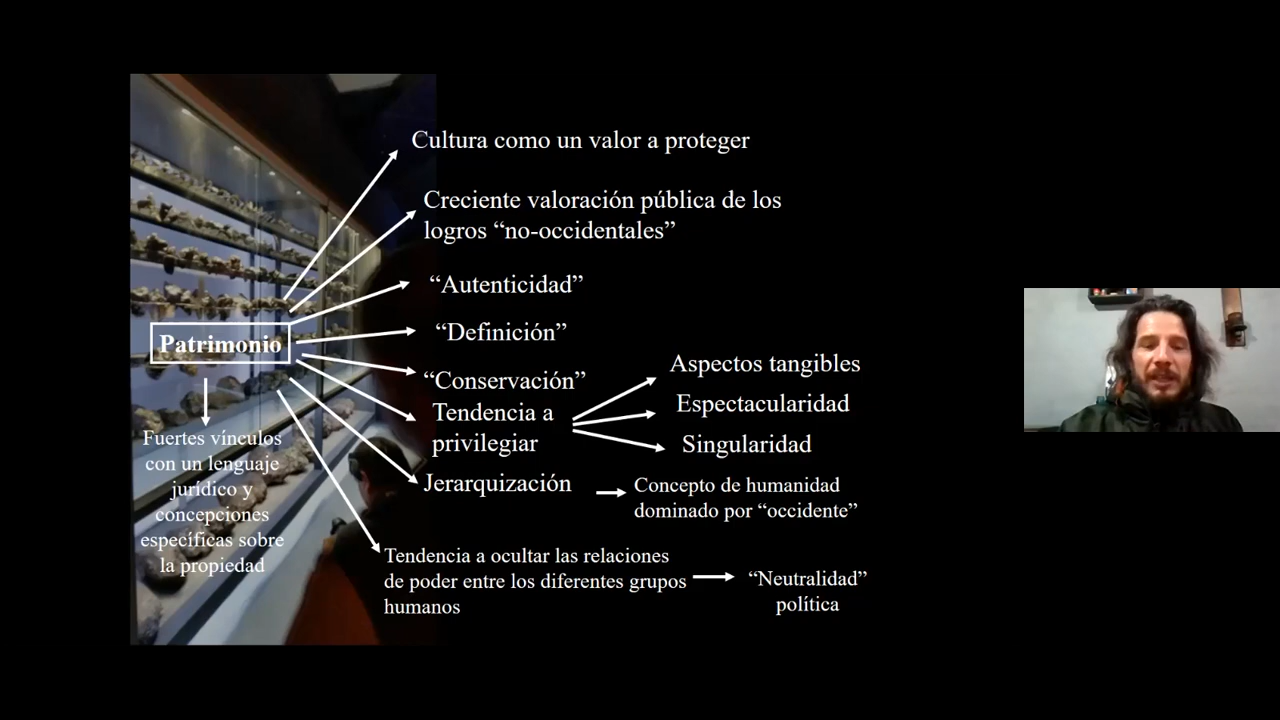 Cultura como un valor a proteger
Creciente valoración pública de los
logros “no-occidentales”
“Autenticidad”
“Definición”
Patrimonio
“Conservación”
Tendencia a
privilegiar
Aspectos tangibles
Espectacularidad
Singularidad
Jerarquización
Concepto de humanidad
dominado por “occidente”
Fuertes vínculos
con un lenguaje
jurídico y
concepciones
específicas sobre
la propiedad
Tendencia a ocultar las relaciones
de poder entre los diferentes grupos
humanos
“Neutralidad”
política